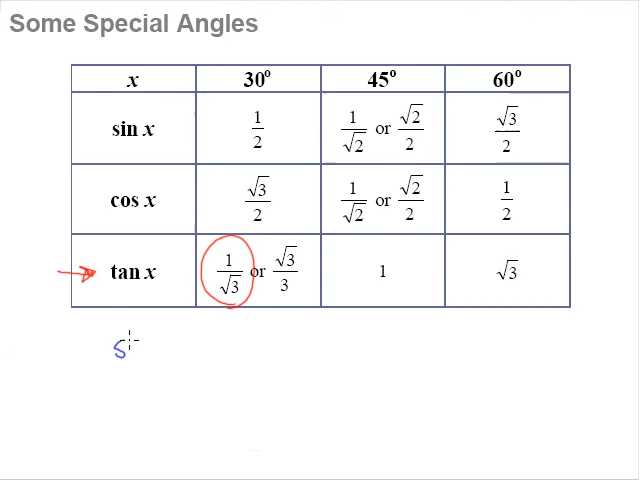 Some Special Angles
x 30° 45° 60°
sin x 1/2 1/√2 or √2/2 √3/2
cos x √3/2 1/√2 or √2/2 1/2
tan x 1/√3 or √3/3 1 √3
S